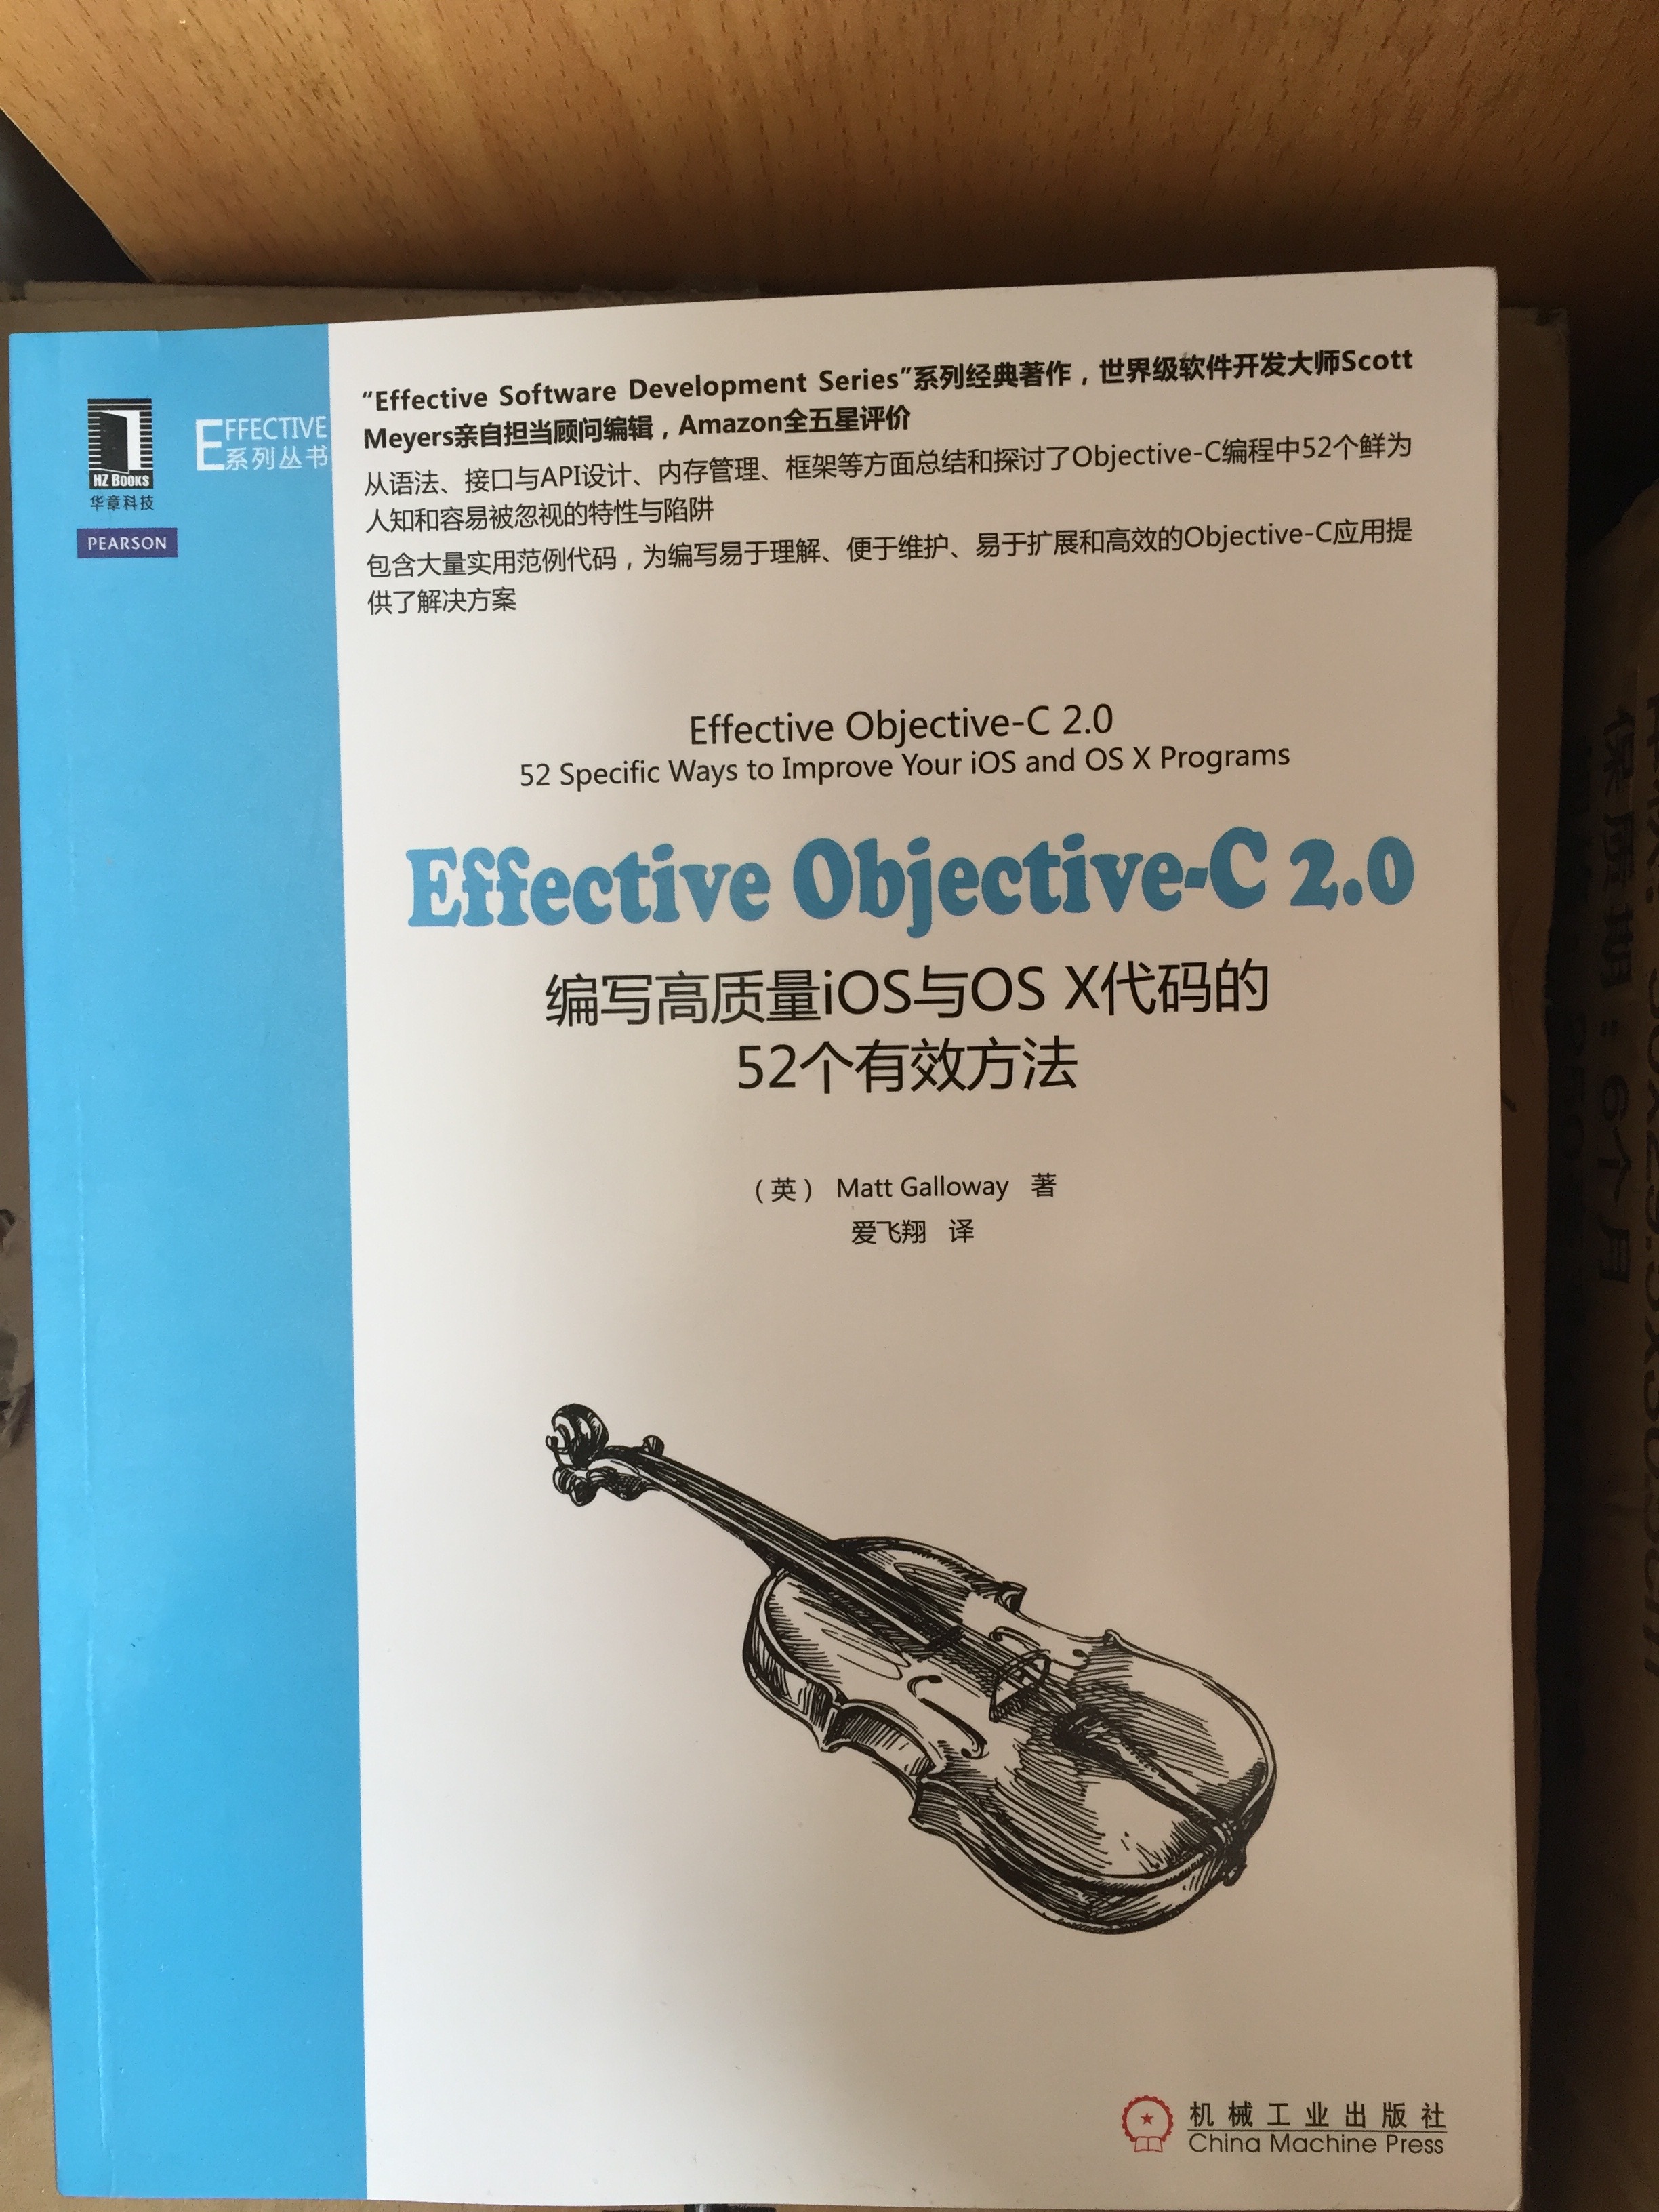 HZ BOOKS
华章科技
PEARSON
EFFECTIVE
系列丛书
“Effective Software Development Series”系列经典著作，世界级软件开发大师Scott
Meyers亲自担当顾问编辑，Amazon全五星评价
从语法、接口与API设计、内存管理、框架等方面总结和探讨了Objective-C编程中52个鲜为
人知和容易被忽视的特性与陷阱
包含大量实用范例代码，为编写易于理解、便于维护、易于扩展和高效的Objective-C应用提
供了解决方案
Effective Objective-C 2.0
52 Specific Ways to Improve Your iOS and OS X Programs
Effective Objective-C 2.0
编写高质量iOS与OS X代码的
52个有效方法
（英） Matt Galloway 著
爱飞翔 译
机械工业出版社
China Machine Press
保质期：6个月